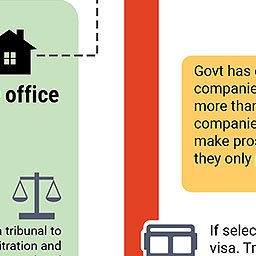 office
a tribunal to
itration and
Govt has
companie
more than
companie
make pros
they only
If selec
visa. Tr